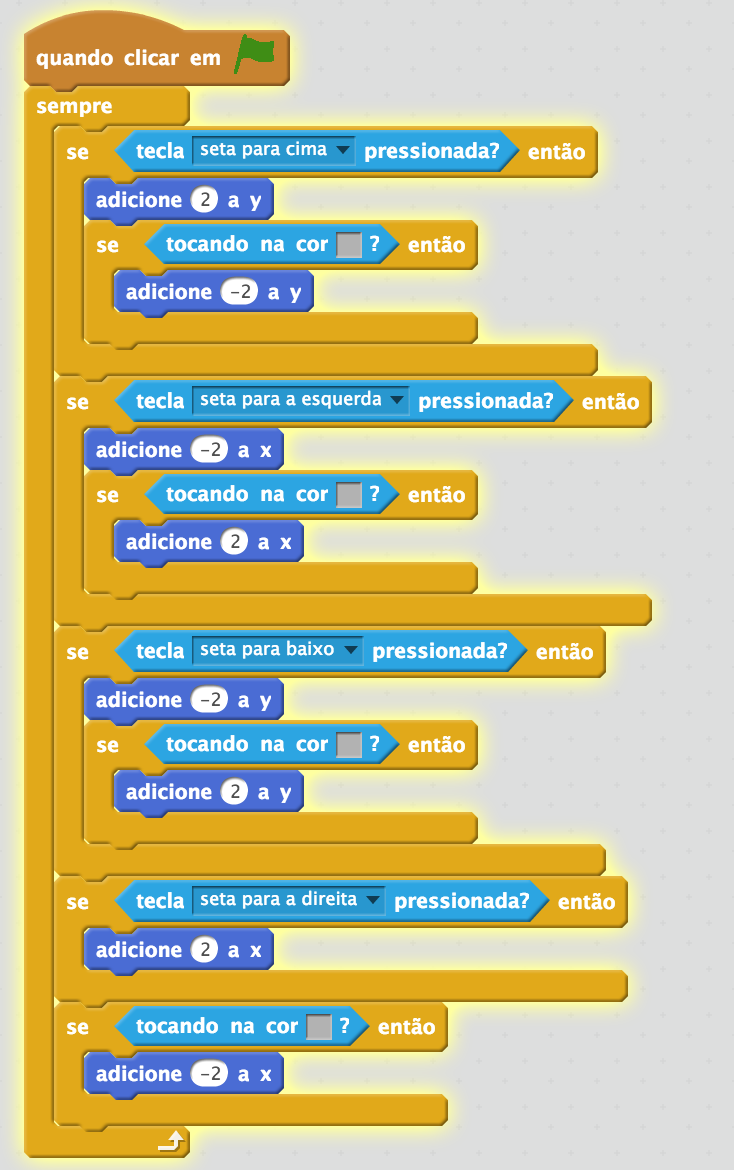 quando clicar em
sempre
se tecla seta para cima pressionada? então
adicione 2 a y
se tocando na cor ? então
adicione -2 a y
se tecla seta para a esquerda pressionada? então
adicione -2 a x
se tocando na cor ? então
adicione 2 a x
se tecla seta para baixo pressionada? então
adicione -2 a y
se tocando na cor ? então
adicione 2 a y
se tecla seta para a direita pressionada? então
adicione 2 a x
se tocando na cor ? então
adicione -2 a x